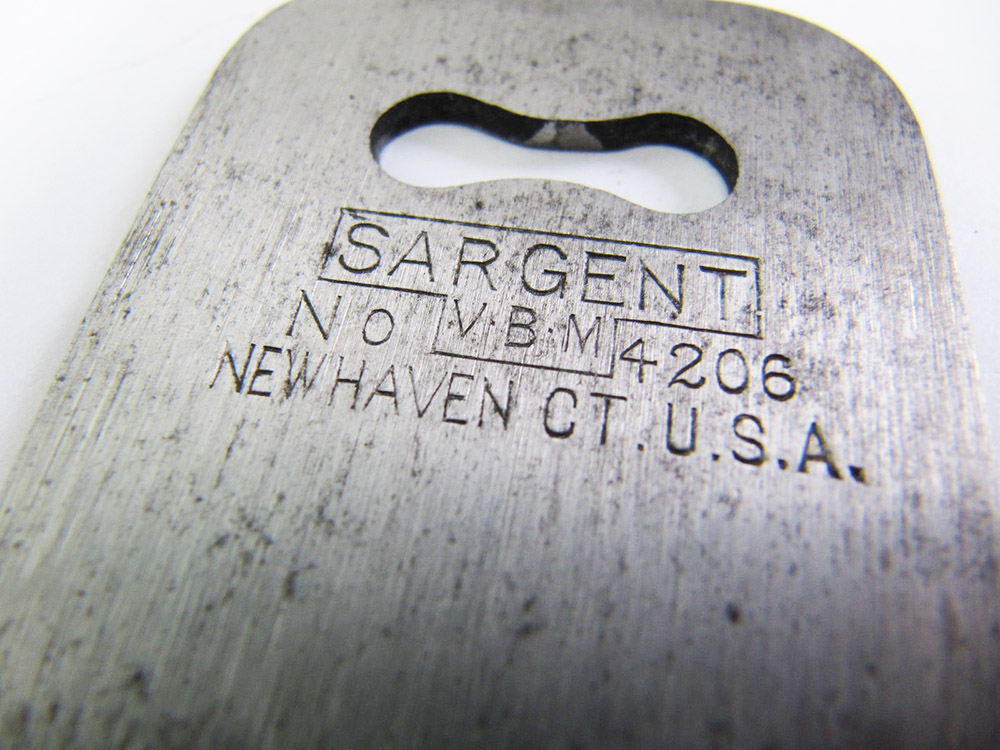 SARGENT
No V·B·M 4206
NEW HAVEN CT. U.S.A.